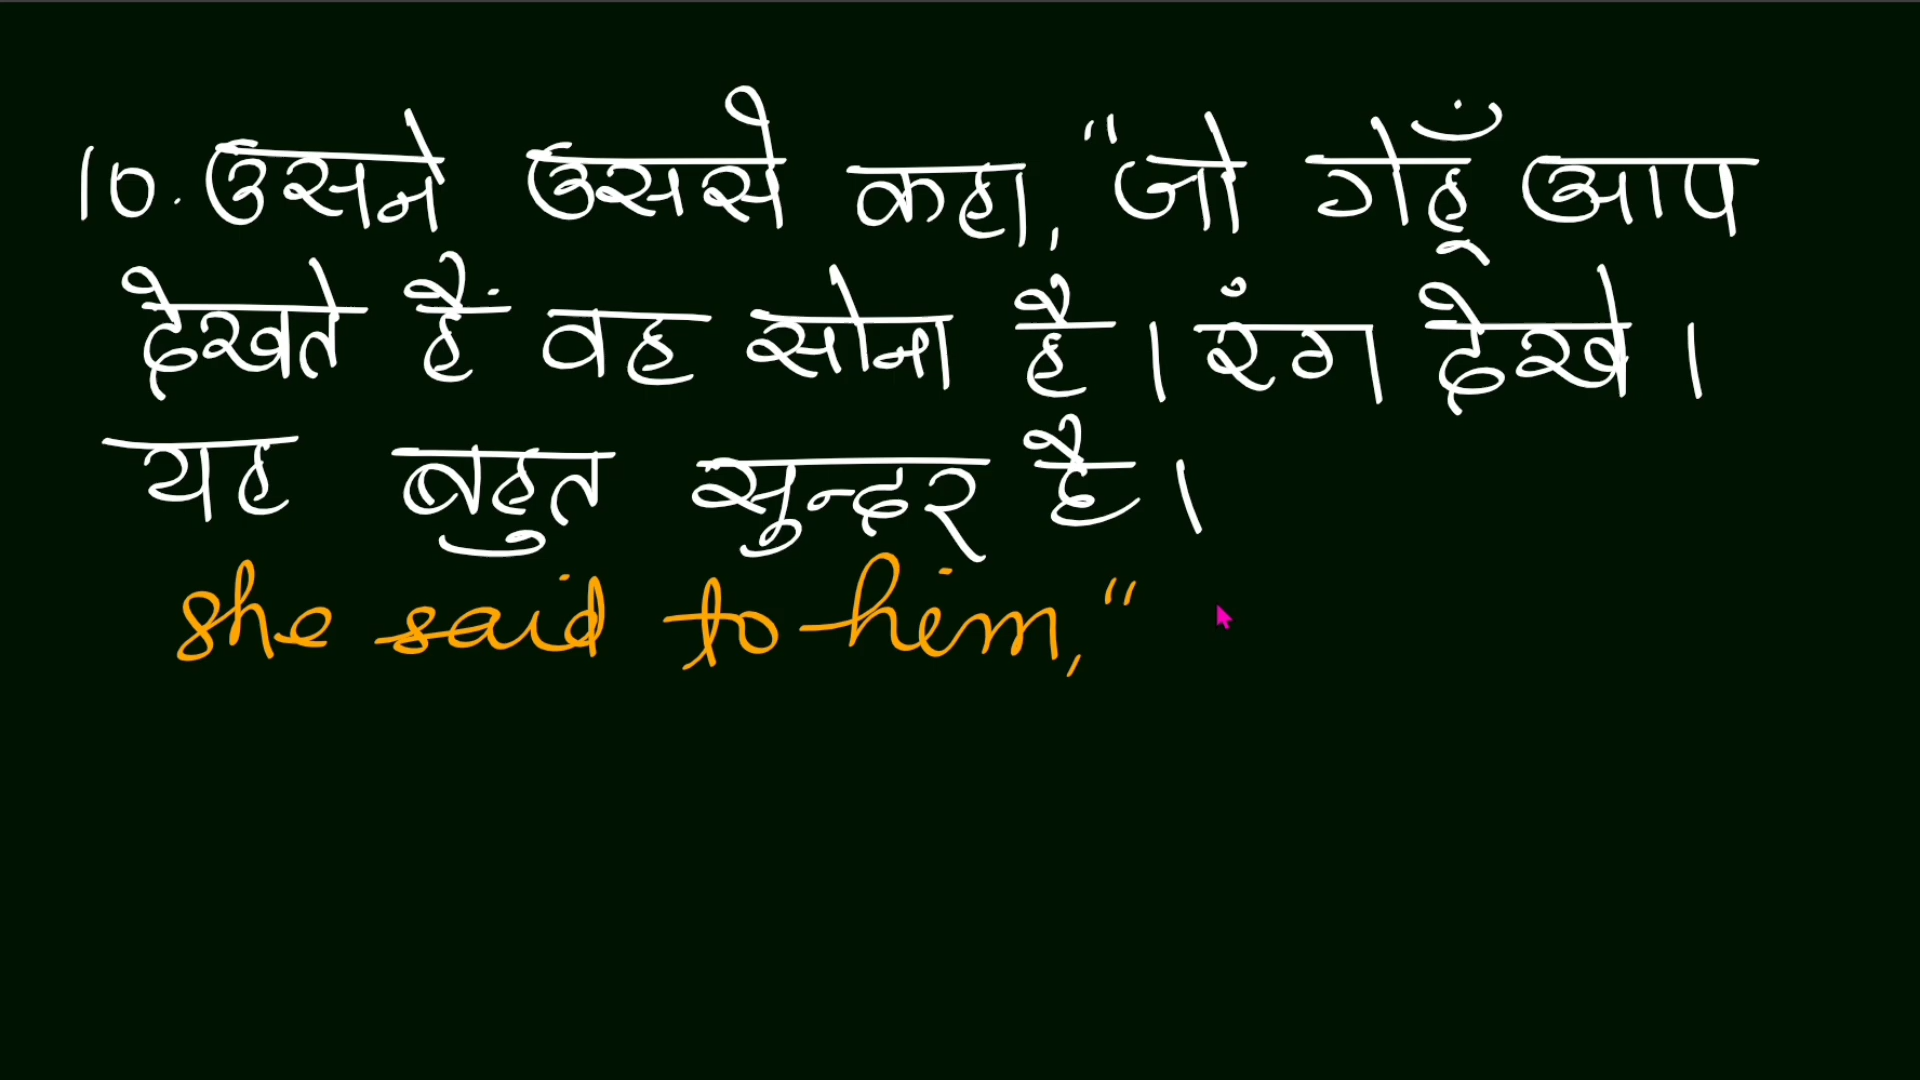 10. उसने उससे कहा, "जो गेहूँ आप
देखते हैं वह सोना है। रंग देखे।
यह बहुत सुन्दर है।
she said to him, "